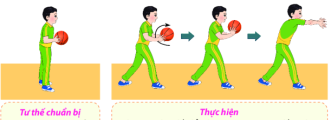 Tư thế chuẩn bị
Thực hiện